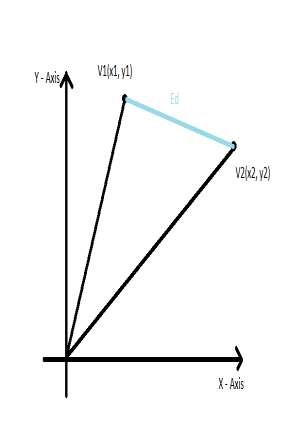 V1(x1, y1)
Y - Axis
Ed
V2(x2, y2)
X - Axis